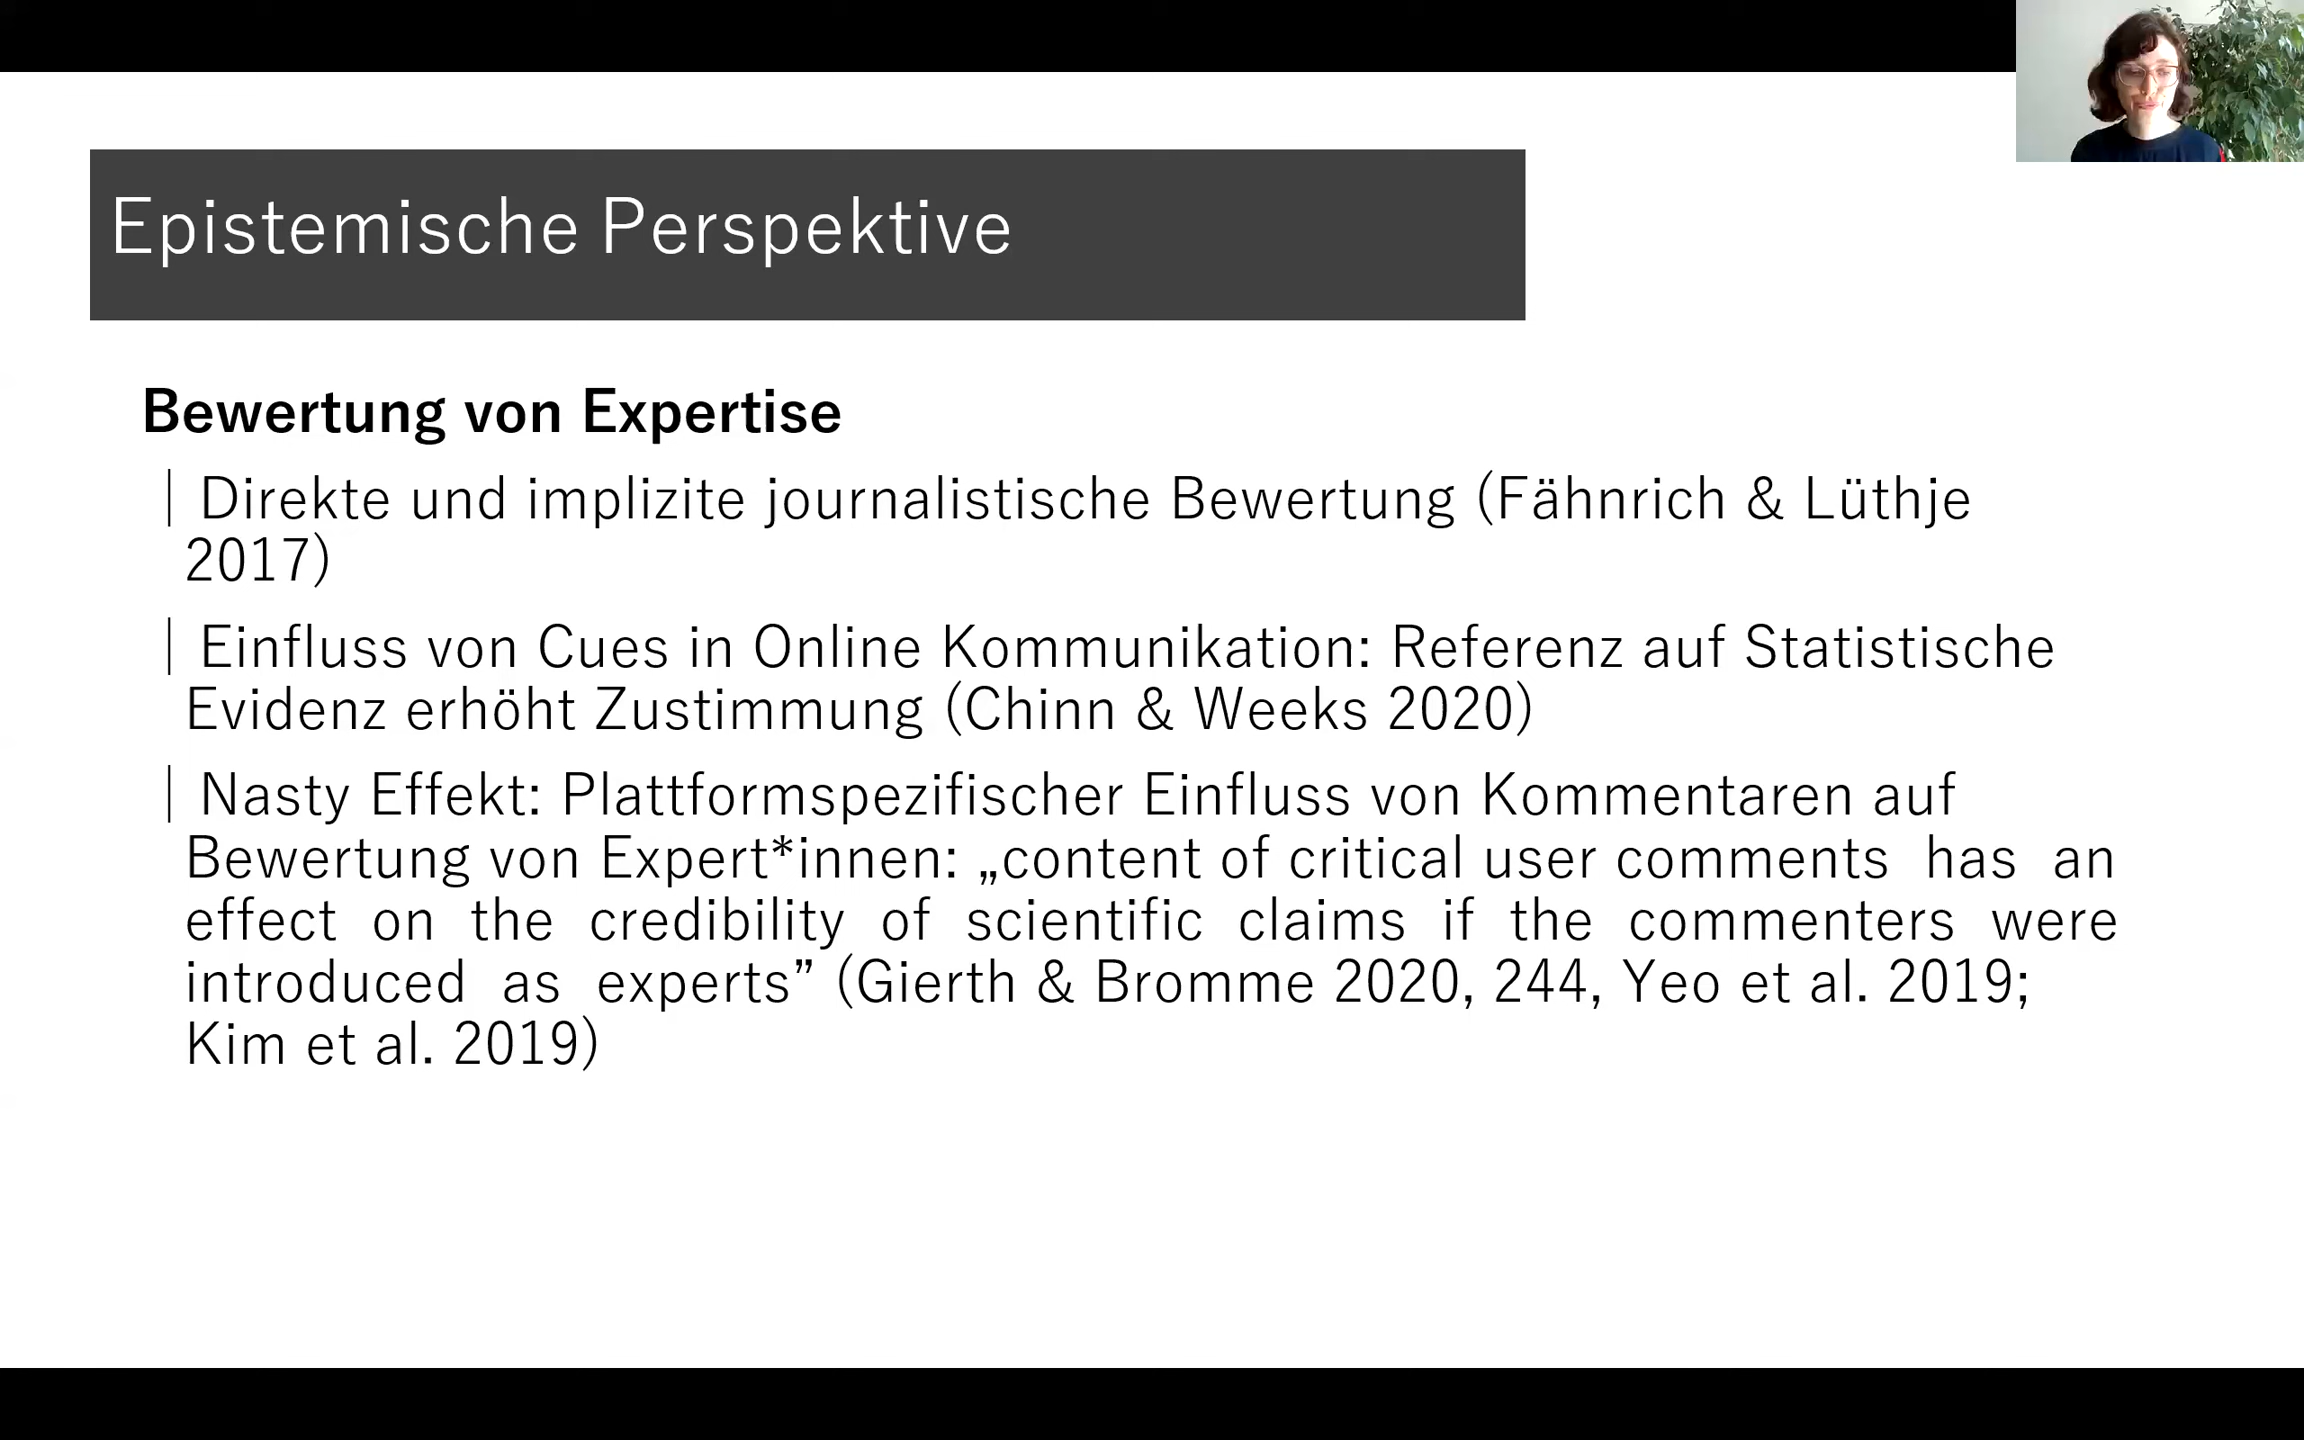 Epistemische Perspektive
Bewertung von Expertise
| Direkte und implizite journalistische Bewertung (Fähnrich & Lüthje
2017)
| Einfluss von Cues in Online Kommunikation: Referenz auf Statistische
Evidenz erhöht Zustimmung (Chinn & Weeks 2020)
| Nasty Effekt: Plattformspezifischer Einfluss von Kommentaren auf
Bewertung von Expert*innen: „content of critical user comments has an
effect on the credibility of scientific claims if the commenters were
introduced as experts” (Gierth & Bromme 2020, 244, Yeo et al. 2019;
Kim et al. 2019)